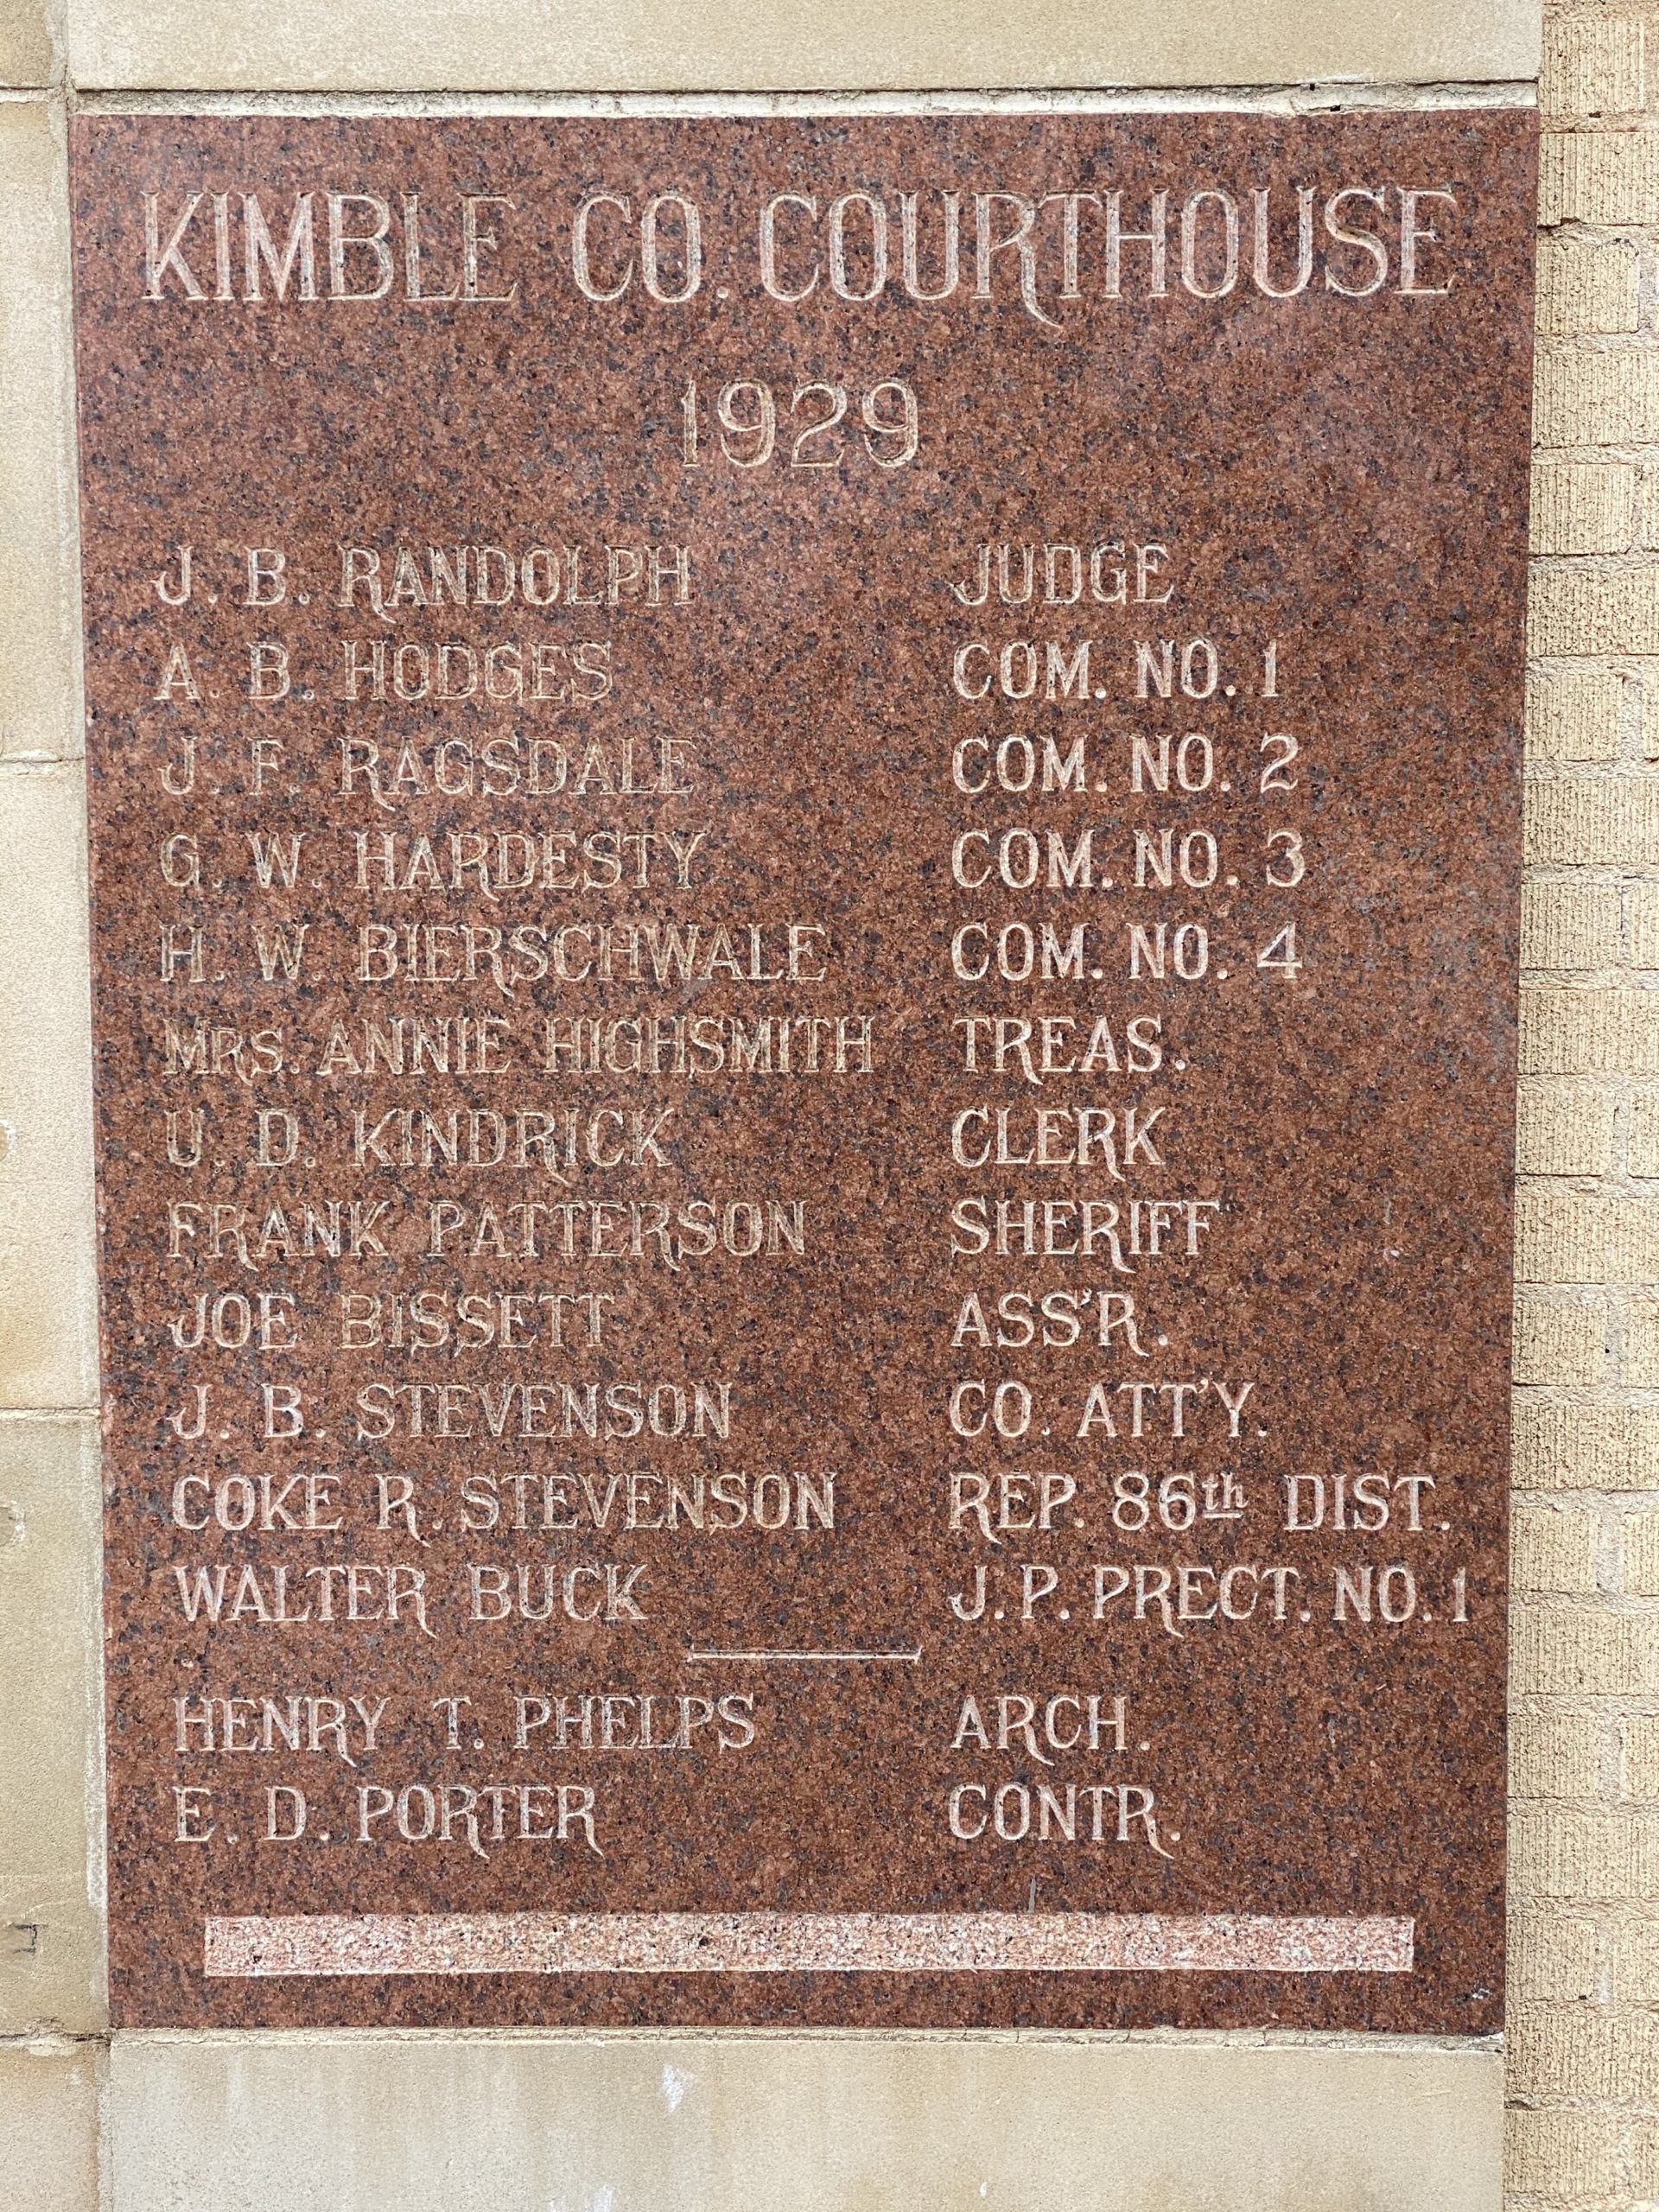 KIMBLE CO. COURTHOUSE
1929
J. B. RANDOLPH JUDGE
A. B. HODGES COM. NO. 1
J. F. RAGSDALE COM. NO. 2
G. W. HARDESTY COM. NO. 3
H. W. BIERSCHWALE COM. NO. 4
MRS. ANNIE HIGHSMITH TREAS.
U. D. KINDRICK CLERK
FRANK PATTERSON SHERIFF
JOE BISSETT ASS'R.
J. B. STEVENSON CO. ATT'Y.
COKE R. STEVENSON REP. 86th DIST.
WALTER BUCK J. P. PRECT. NO. 1
HENRY T. PHELPS ARCH.
E. D. PORTER CONTR.